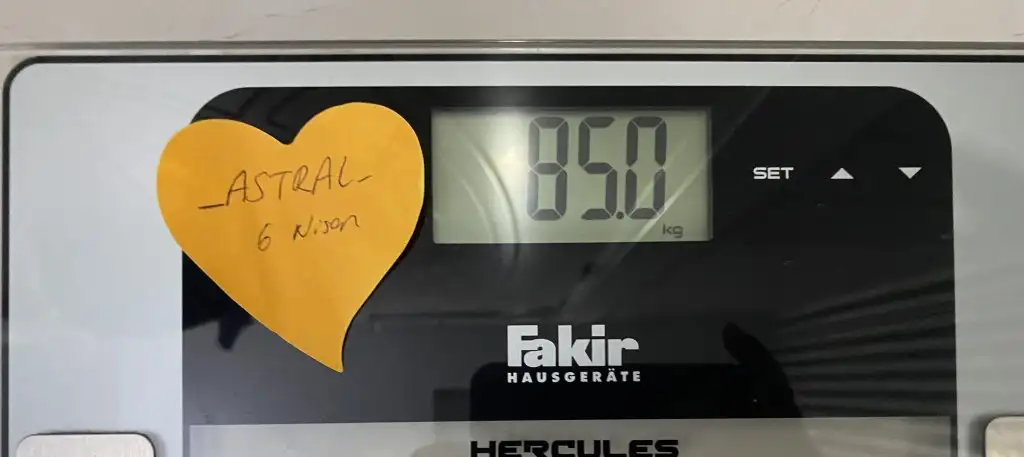 _ASTRAL_
6 Nisan
85.0
kg
SET
Fakir
HAUSGERÄTE
HERCULES